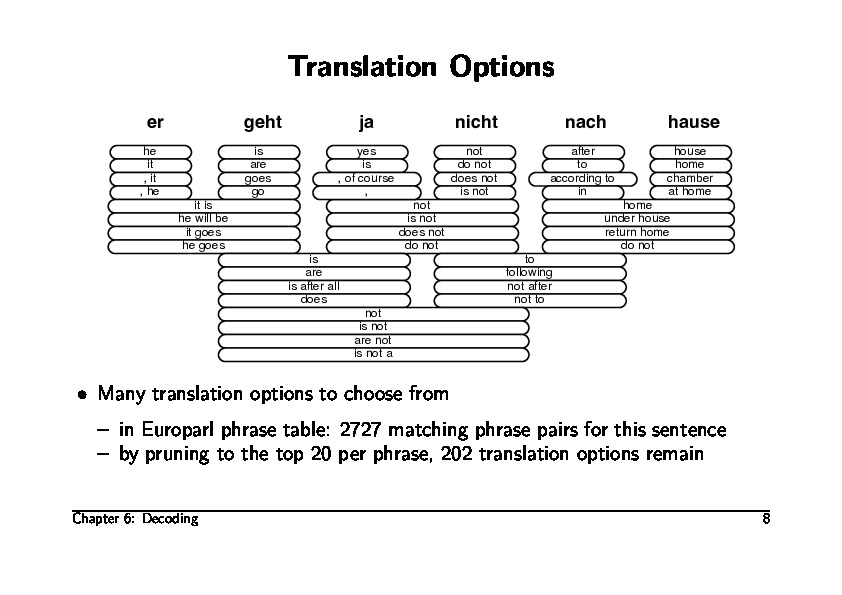 Translation Options
er geht ja nicht nach hause
he is yes not after house
it are is do not to home
, it goes , of course does not according to chamber
, he go , is not in at home
it is not home
he will be is not under house
it goes does not return home
he goes do not do not
is to
are following
is after all not after
does not to
not
is not
are not
is not a
• Many translation options to choose from
– in Europarl phrase table: 2727 matching phrase pairs for this sentence
– by pruning to the top 20 per phrase, 202 translation options remain
Chapter 6: Decoding 8